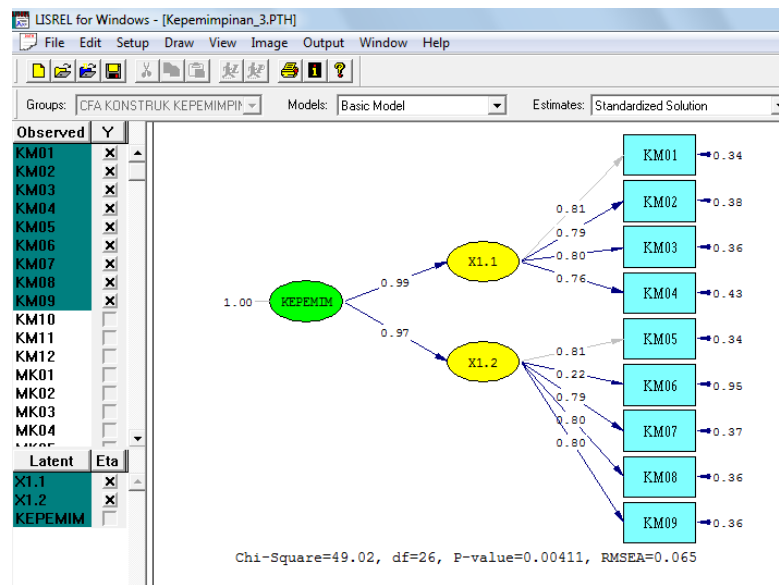 LISREL for Windows - [Kepemimpinan_3.PTH]
File Edit Setup Draw View Image Output Window Help
Groups: CFA KONSTRUK KEPEMIMPIN Models: Basic Model Estimates: Standardized Solution
Observed Y
KM01
KM02
KM03
KM04
KM05
KM06
KM07
KM08
KM09
KM10
KM11
KM12
MK01
MK02
MK03
MK04
MK05
Latent Eta
X1.1
X1.2
KEPEMIM
1.00
KEPEMIM
0.99
0.97
X1.1
X1.2
0.81
0.79
0.80
0.76
0.81
0.22
0.79
0.80
0.80
KM01 0.34
KM02 0.38
KM03 0.36
KM04 0.43
KM05 0.34
KM06 0.95
KM07 0.37
KM08 0.36
KM09 0.36
Chi-Square=49.02, df=26, P-value=0.00411, RMSEA=0.065